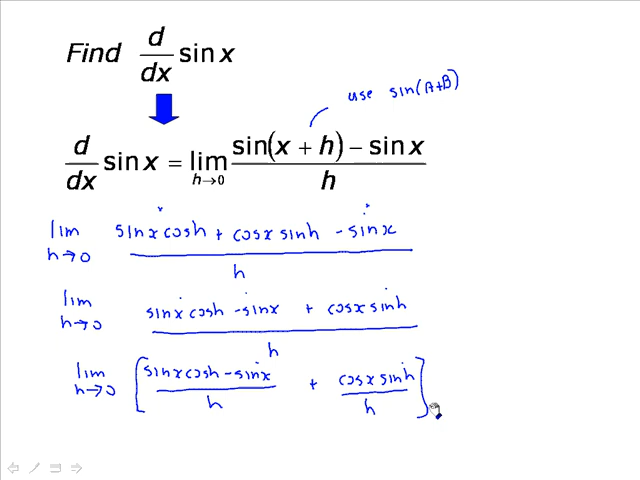 Find d/dx sin x
use sin(A+B)
d/dx sin x = lim h→0 (sin(x + h) − sin x)/h
lim h→0 (sinx cosh + cosx sinh - sinx)/h
lim h→0 (sinx cosh - sinx + cosx sinh)/h
lim h→0 [(sinx cosh - sinx)/h + (cosx sinh)/h]